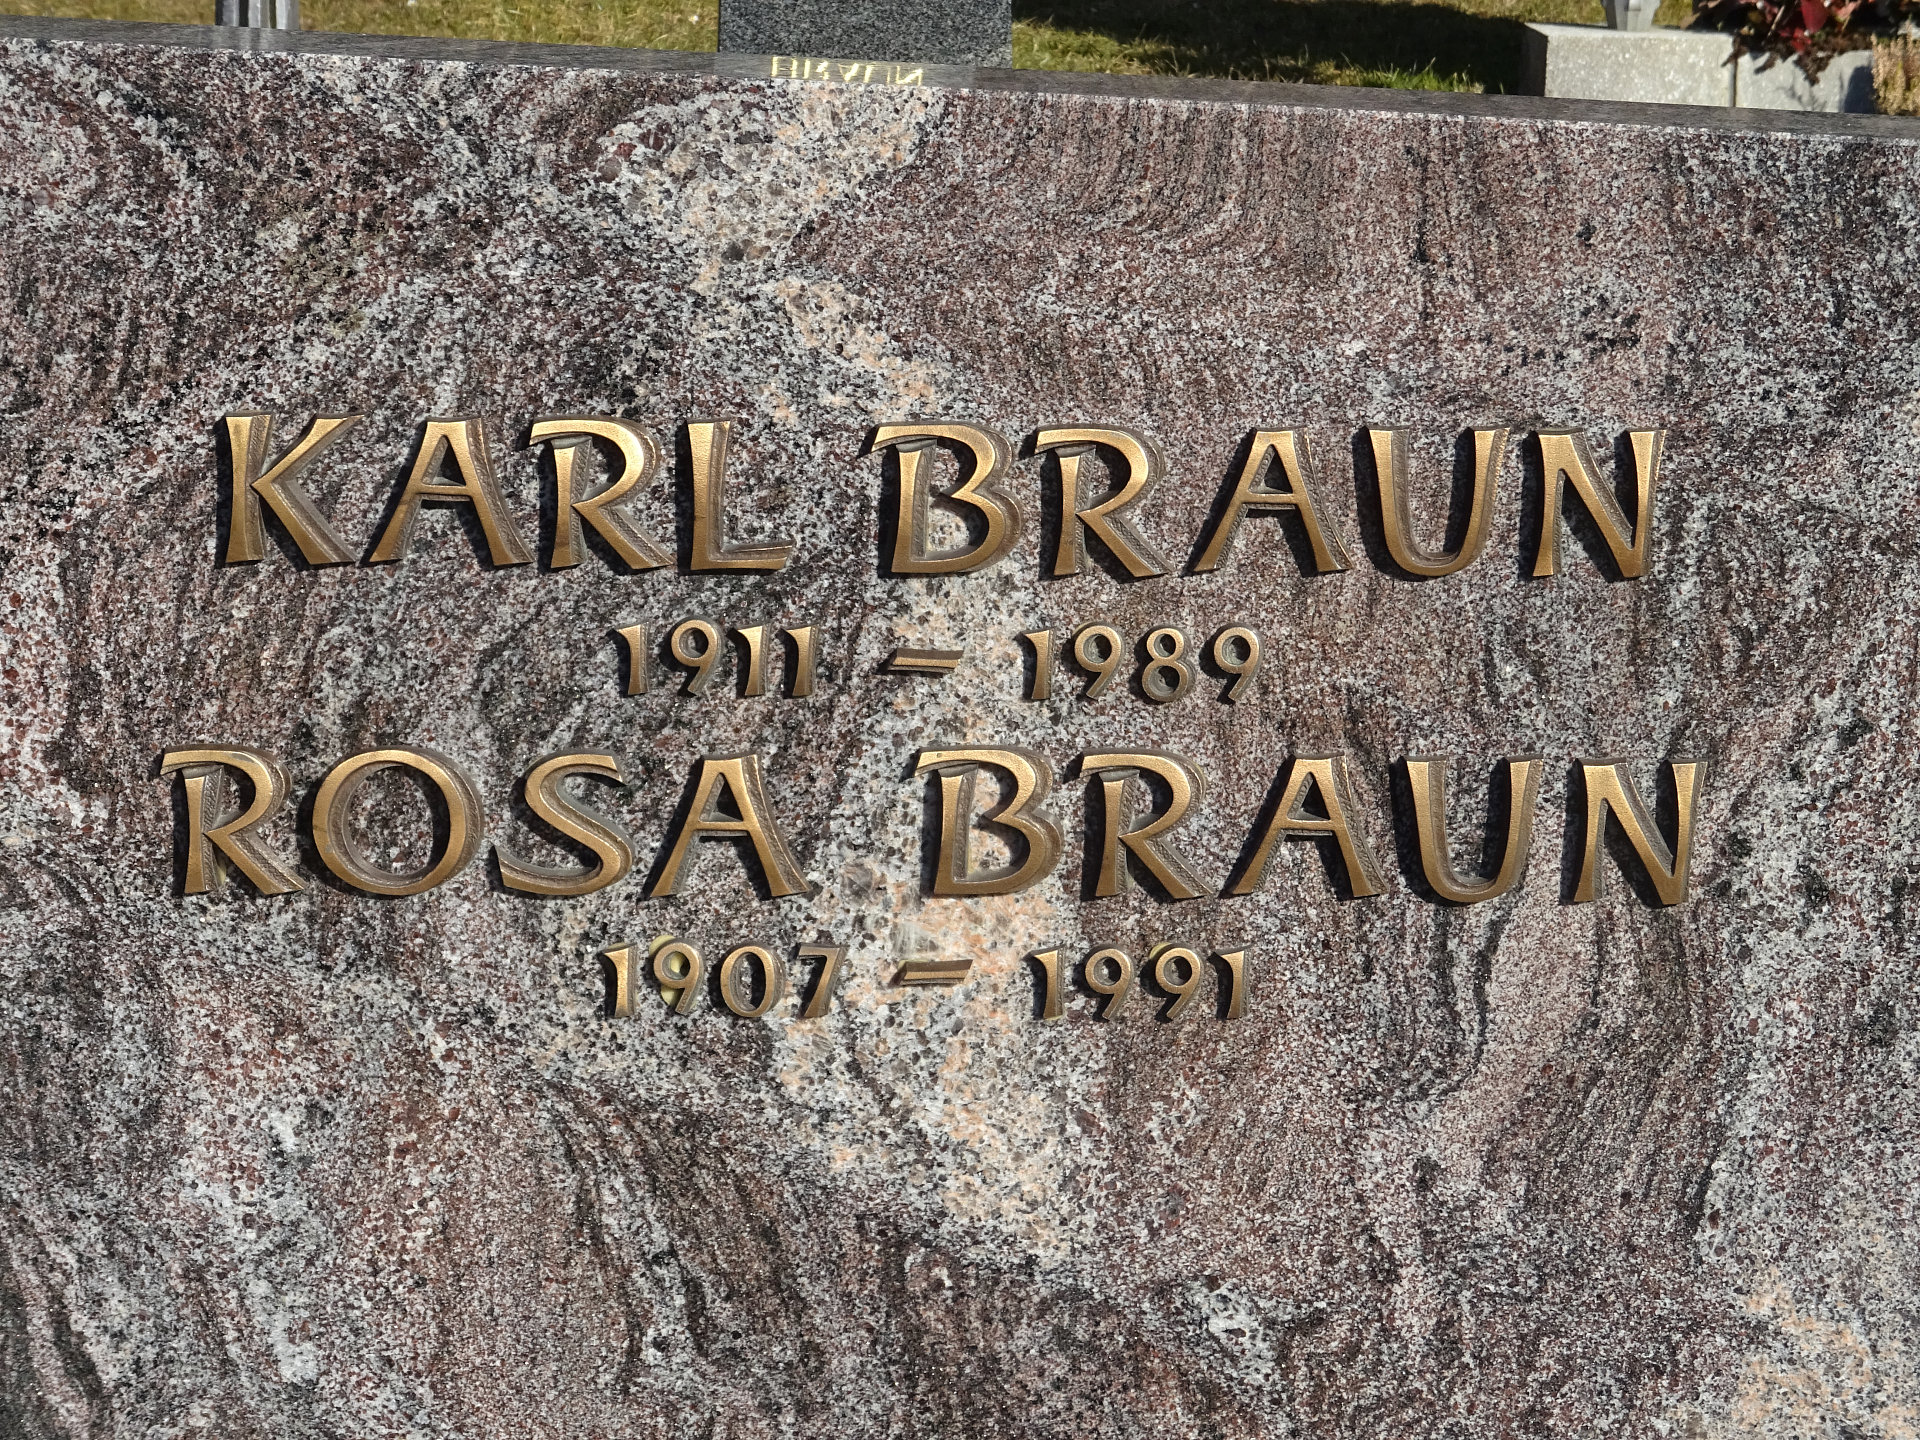 KARL BRAUN
1911 – 1989
ROSA BRAUN
1907 – 1991